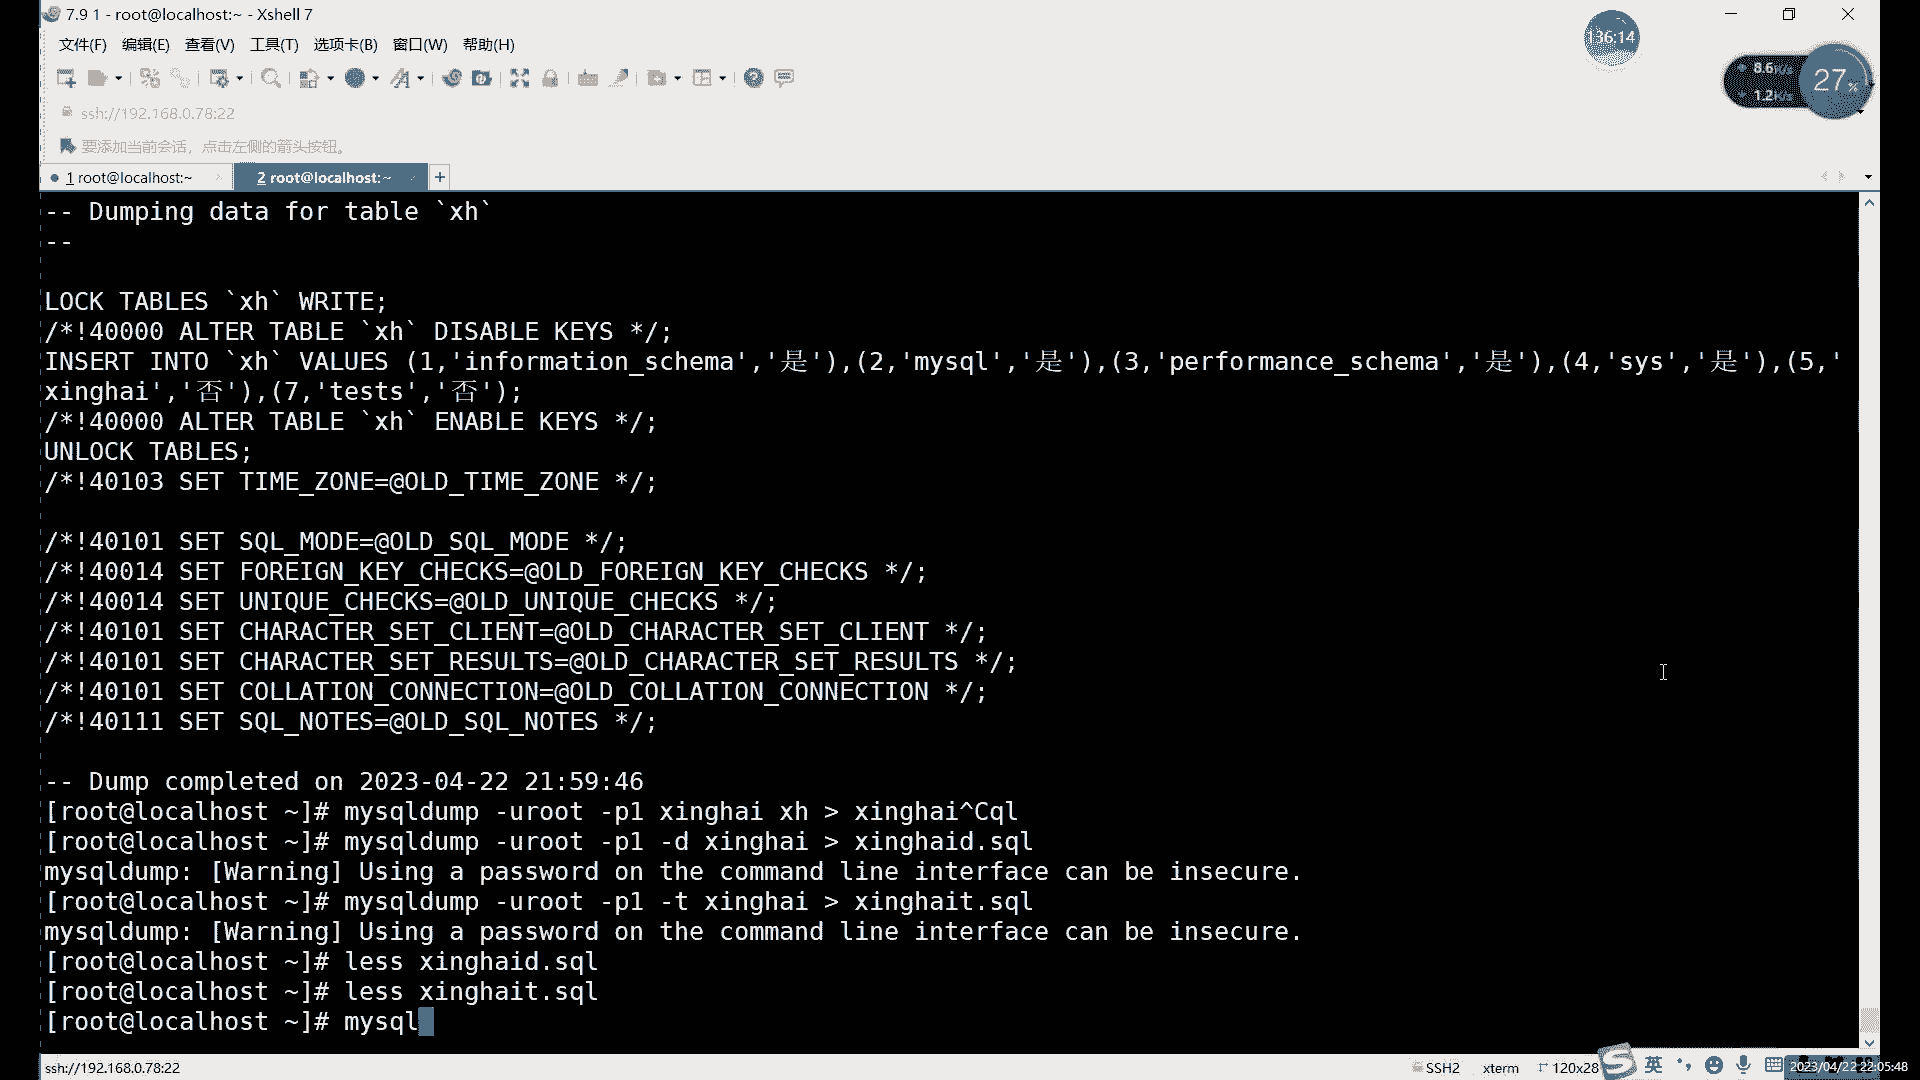 7.9 1 - root@localhost:~ - Xshell 7
文件(F) 编辑(E) 查看(V) 工具(T) 选项卡(B) 窗口(W) 帮助(H)
136:14
8.6K/s
1.2K/s
27%
ssh://192.168.0.78:22
要添加当前会话，点击左侧的箭头按钮。
1 root@localhost:~
2 root@localhost:~
-- Dumping data for table `xh`
--
LOCK TABLES `xh` WRITE;
/*!40000 ALTER TABLE `xh` DISABLE KEYS */;
INSERT INTO `xh` VALUES (1,'information_schema','是'),(2,'mysql','是'),(3,'performance_schema','是'),(4,'sys','是'),(5,'
xinghai','否'),(7,'tests','否');
/*!40000 ALTER TABLE `xh` ENABLE KEYS */;
UNLOCK TABLES;
/*!40103 SET TIME_ZONE=@OLD_TIME_ZONE */;
/*!40101 SET SQL_MODE=@OLD_SQL_MODE */;
/*!40014 SET FOREIGN_KEY_CHECKS=@OLD_FOREIGN_KEY_CHECKS */;
/*!40014 SET UNIQUE_CHECKS=@OLD_UNIQUE_CHECKS */;
/*!40101 SET CHARACTER_SET_CLIENT=@OLD_CHARACTER_SET_CLIENT */;
/*!40101 SET CHARACTER_SET_RESULTS=@OLD_CHARACTER_SET_RESULTS */;
/*!40101 SET COLLATION_CONNECTION=@OLD_COLLATION_CONNECTION */;
/*!40111 SET SQL_NOTES=@OLD_SQL_NOTES */;
-- Dump completed on 2023-04-22 21:59:46
[root@localhost ~]# mysqldump -uroot -p1 xinghai xh > xinghai^Cql
[root@localhost ~]# mysqldump -uroot -p1 -d xinghai > xinghaid.sql
mysqldump: [Warning] Using a password on the command line interface can be insecure.
[root@localhost ~]# mysqldump -uroot -p1 -t xinghai > xinghait.sql
mysqldump: [Warning] Using a password on the command line interface can be insecure.
[root@localhost ~]# less xinghaid.sql
[root@localhost ~]# less xinghait.sql
[root@localhost ~]# mysql
ssh://192.168.0.78:22
SSH2 xterm 120x28
英
2023/04/22 22:05:48